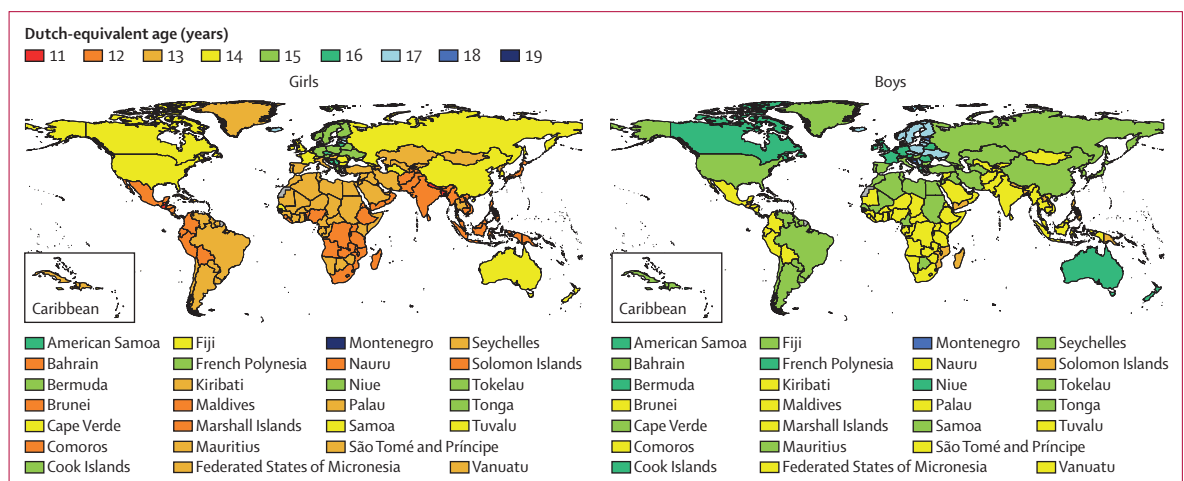 Dutch-equivalent age (years)
11 12 13 14 15 16 17 18 19
Girls
Caribbean
American Samoa Fiji Montenegro Seychelles
Bahrain French Polynesia Nauru Solomon Islands
Bermuda Kiribati Niue Tokelau
Brunei Maldives Palau Tonga
Cape Verde Marshall Islands Samoa Tuvalu
Comoros Mauritius São Tomé and Príncipe
Cook Islands Federated States of Micronesia Vanuatu
Boys
Caribbean
American Samoa Fiji Montenegro Seychelles
Bahrain French Polynesia Nauru Solomon Islands
Bermuda Kiribati Niue Tokelau
Brunei Maldives Palau Tonga
Cape Verde Marshall Islands Samoa Tuvalu
Comoros Mauritius São Tomé and Príncipe
Cook Islands Federated States of Micronesia Vanuatu